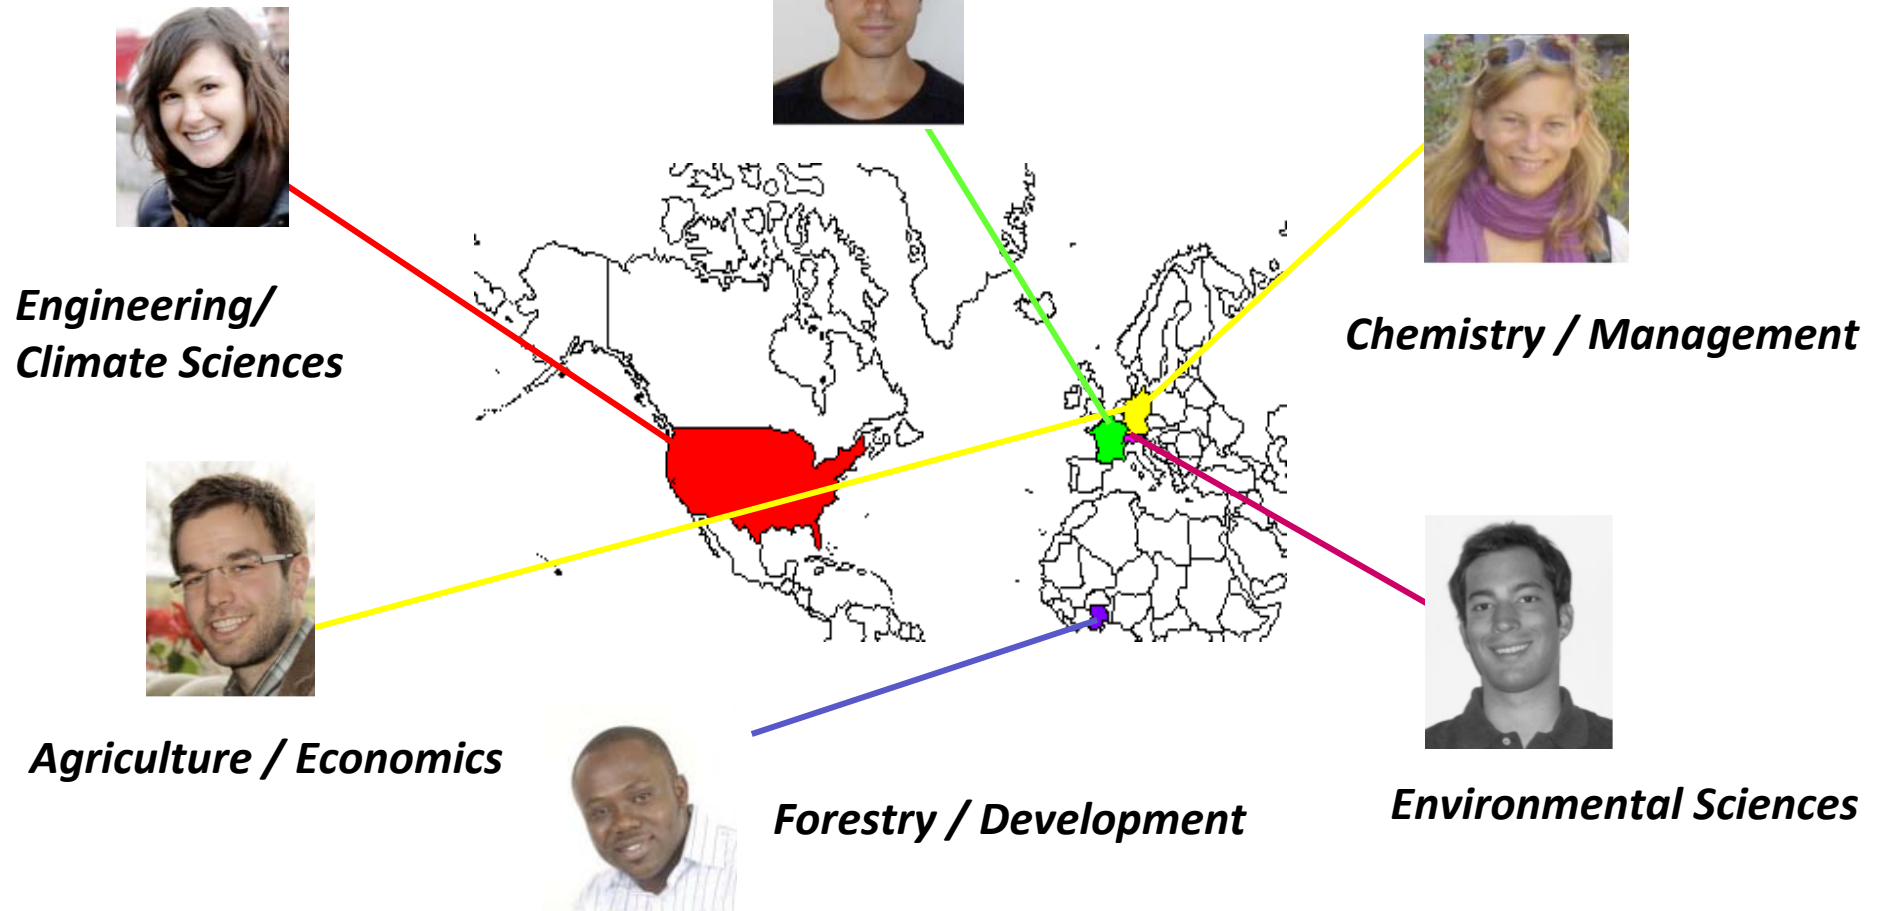 Engineering/
Climate Sciences
Chemistry / Management
Agriculture / Economics
Forestry / Development
Environmental Sciences